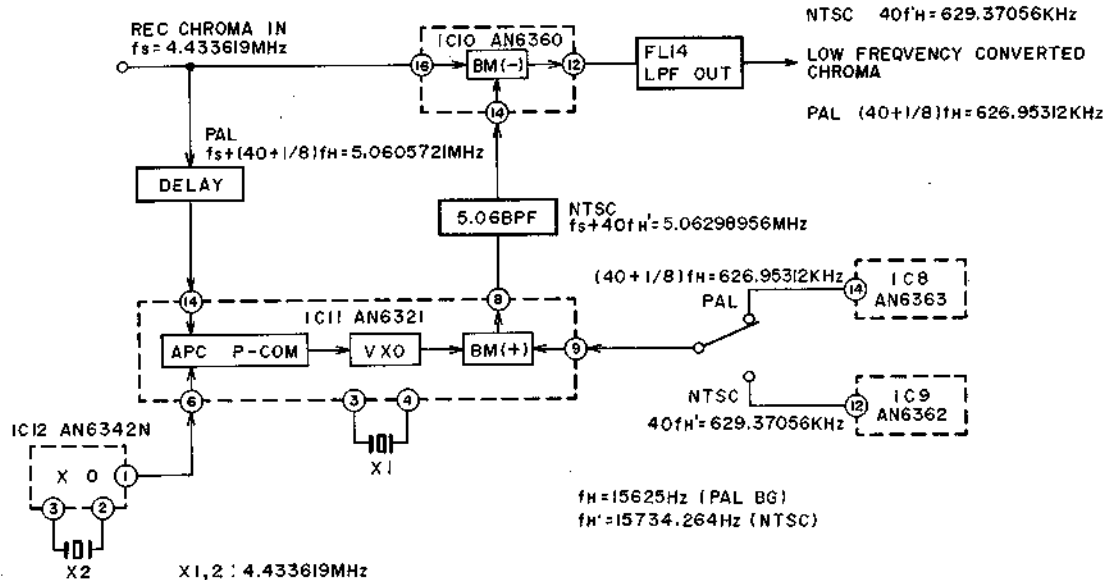 NTSC 40f'H=629.37056KHz
REC CHROMA IN
fs=4.433619MHz
IC10 AN6360
16
BM(-)
12
FL14
LPF OUT
LOW FREQVENCY CONVERTED
CHROMA
14
PAL (40+1/8)fH=626.95312KHz
PAL
fs+(40+1/8)fH=5.0605721MHz
DELAY
5.06BPF
NTSC
fs+40fH'=5.06298956MHz
(40+1/8)fH=626.95312KHz
PAL
14
IC8
AN6363
14
8
IC11 AN6321
APC P-COM
VXO
BM(+)
9
6
3
4
X1
NTSC
40fH'=629.37056KHz
12
IC9
AN6362
IC12 AN6342N
X O
1
3
2
X2
fH=15625Hz (PAL BG)
fH'=15734.264Hz (NTSC)
X1,2 : 4.433619MHz